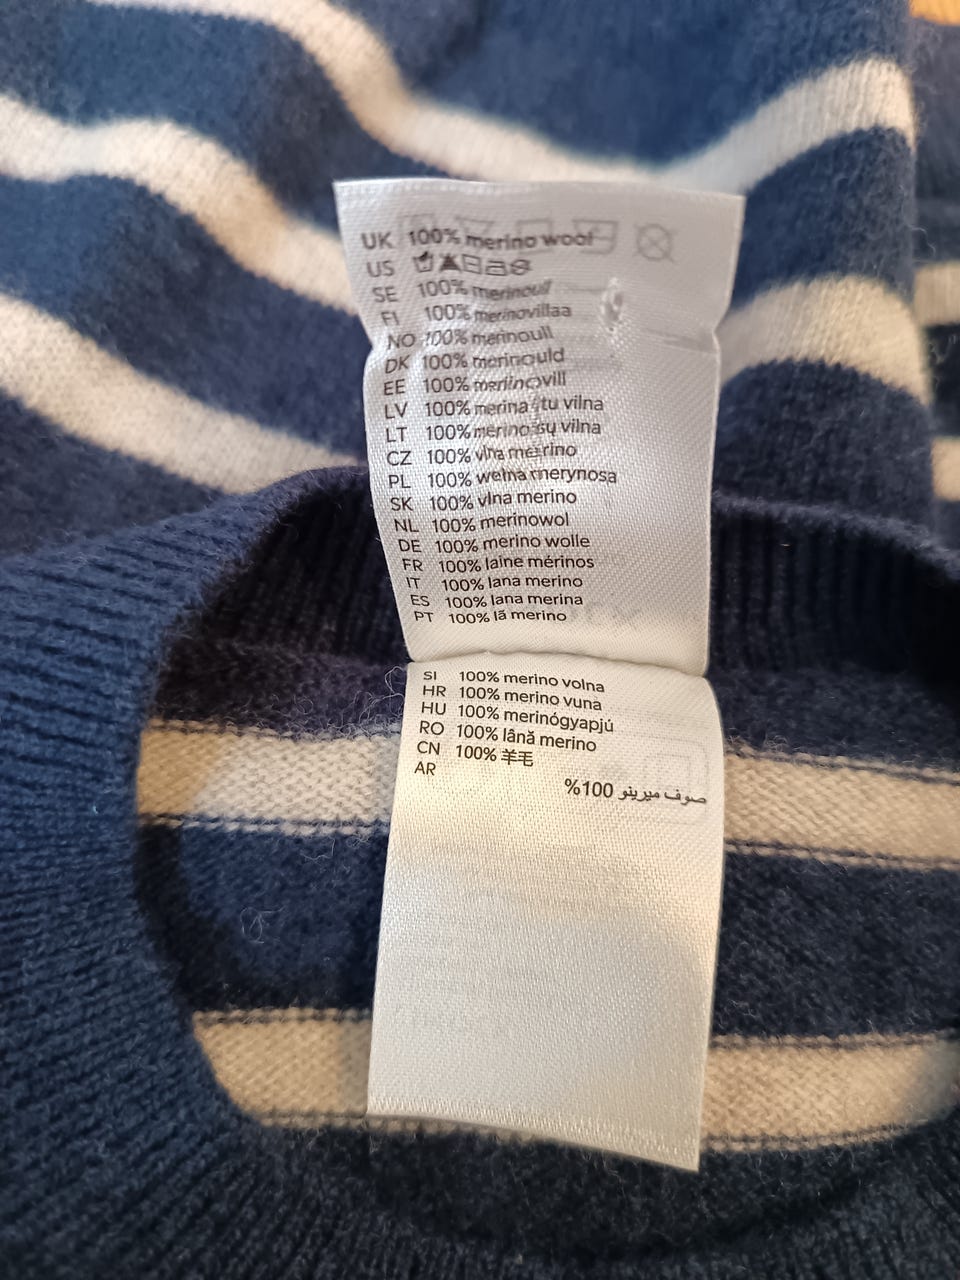 UK 100% merino wool
US
SE 100% merinoull
FI 100% merinovillaa
NO 100% merinoull
DK 100% merinould
EE 100% meriinovill
LV 100% merina tu vilna
LT 100% merinosų vilna
CZ 100% vlna merino
PL 100% wełna merynosa
SK 100% vlna merino
NL 100% merinowol
DE 100% merino wolle
FR 100% laine mérinos
IT 100% lana merino
ES 100% lana merina
PT 100% lã merino
SI 100% merino volna
HR 100% merino vuna
HU 100% merinógyapjú
RO 100% lână merino
CN 100% 羊毛
AR
صوف ميرينو 100%